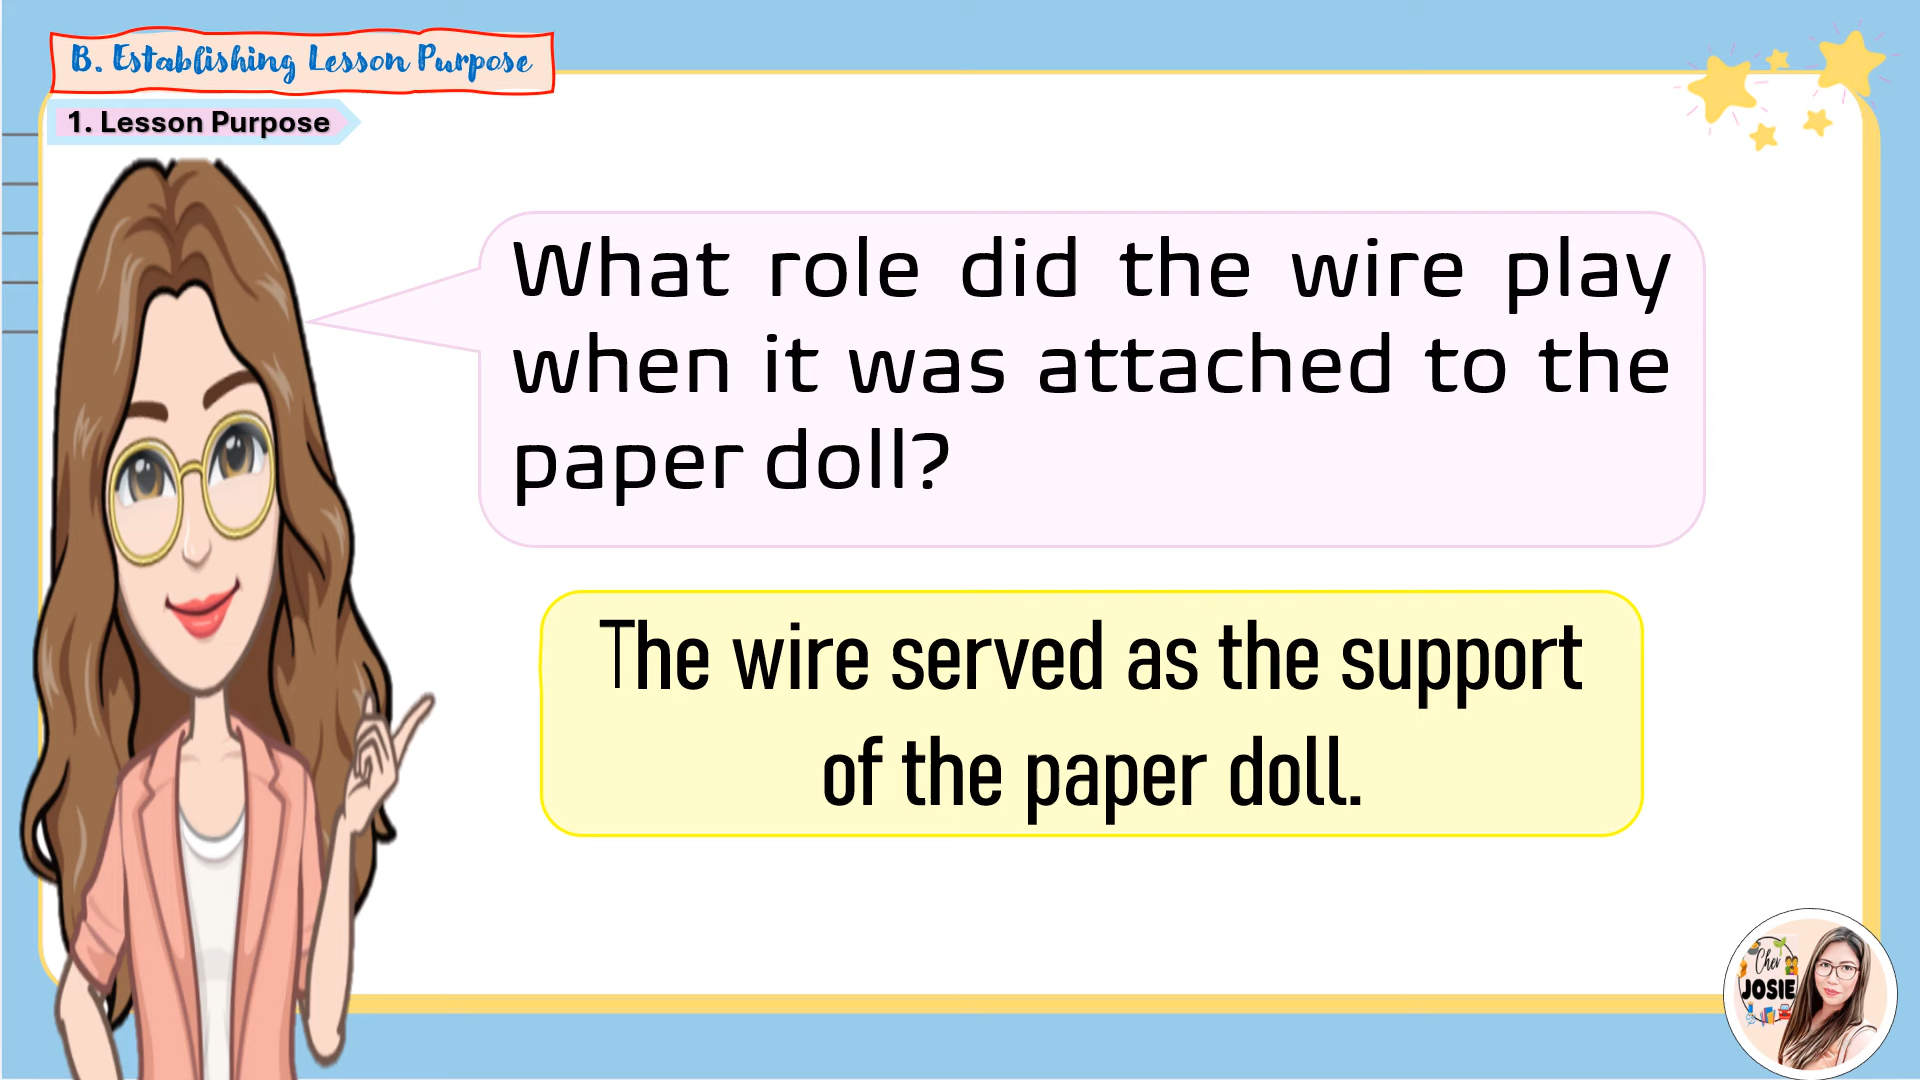 B. Establishing Lesson Purpose
1. Lesson Purpose
What role did the wire play
when it was attached to the
paper doll?
The wire served as the support
of the paper doll.
Cher
JOSIE